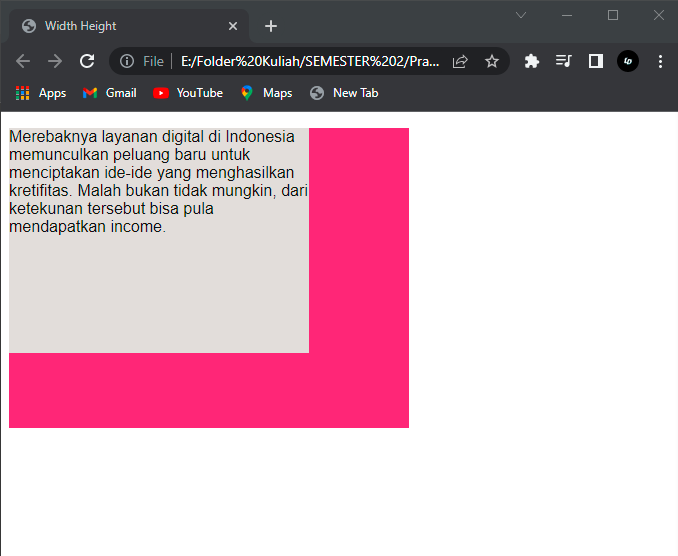 Width Height
File E:/Folder%20Kuliah/SEMESTER%202/Pra...
Apps Gmail YouTube Maps New Tab
Merebaknya layanan digital di Indonesia
memunculkan peluang baru untuk
menciptakan ide-ide yang menghasilkan
kretifitas. Malah bukan tidak mungkin, dari
ketekunan tersebut bisa pula
mendapatkan income.